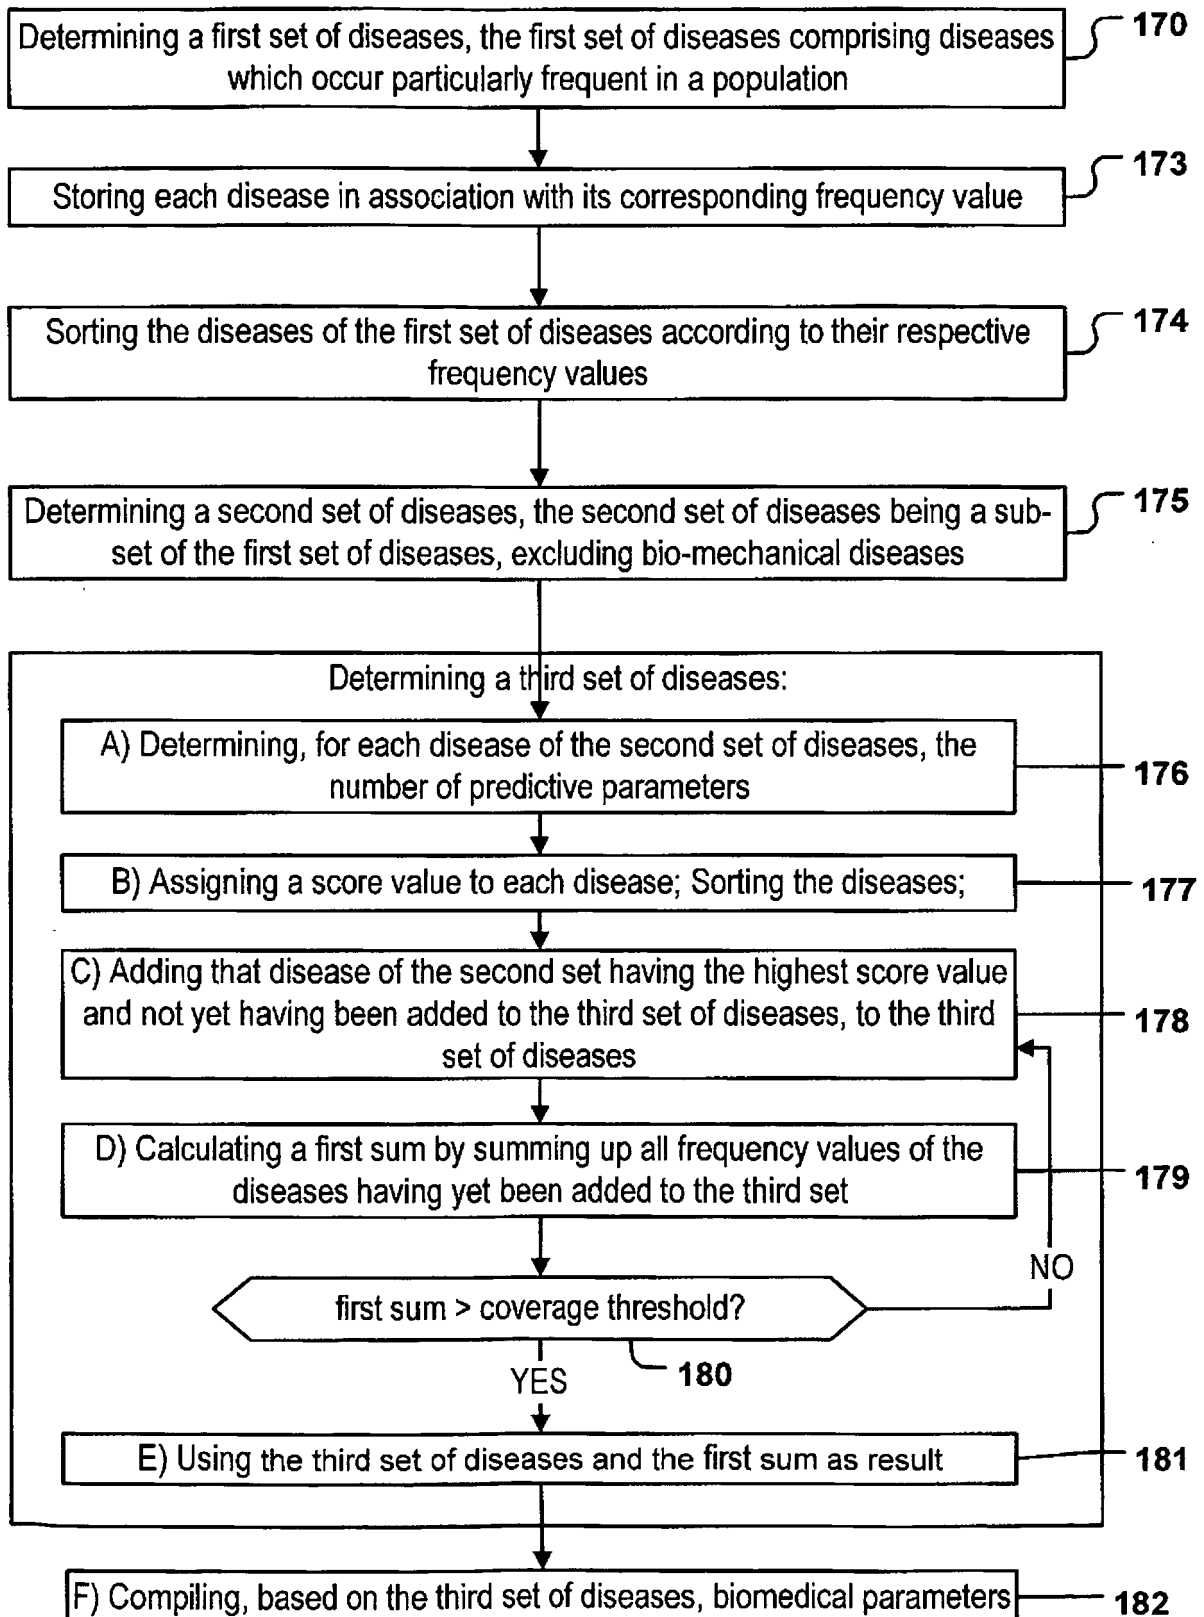 Determining a first set of diseases, the first set of diseases comprising diseases
which occur particularly frequent in a population
170
Storing each disease in association with its corresponding frequency value
173
Sorting the diseases of the first set of diseases according to their respective
frequency values
174
Determining a second set of diseases, the second set of diseases being a sub-
set of the first set of diseases, excluding bio-mechanical diseases
175
Determining a third set of diseases:
A) Determining, for each disease of the second set of diseases, the
number of predictive parameters
176
B) Assigning a score value to each disease; Sorting the diseases;
177
C) Adding that disease of the second set having the highest score value
and not yet having been added to the third set of diseases, to the third
set of diseases
178
D) Calculating a first sum by summing up all frequency values of the
diseases having yet been added to the third set
179
NO
first sum > coverage threshold?
180
YES
E) Using the third set of diseases and the first sum as result
181
F) Compiling, based on the third set of diseases, biomedical parameters
182